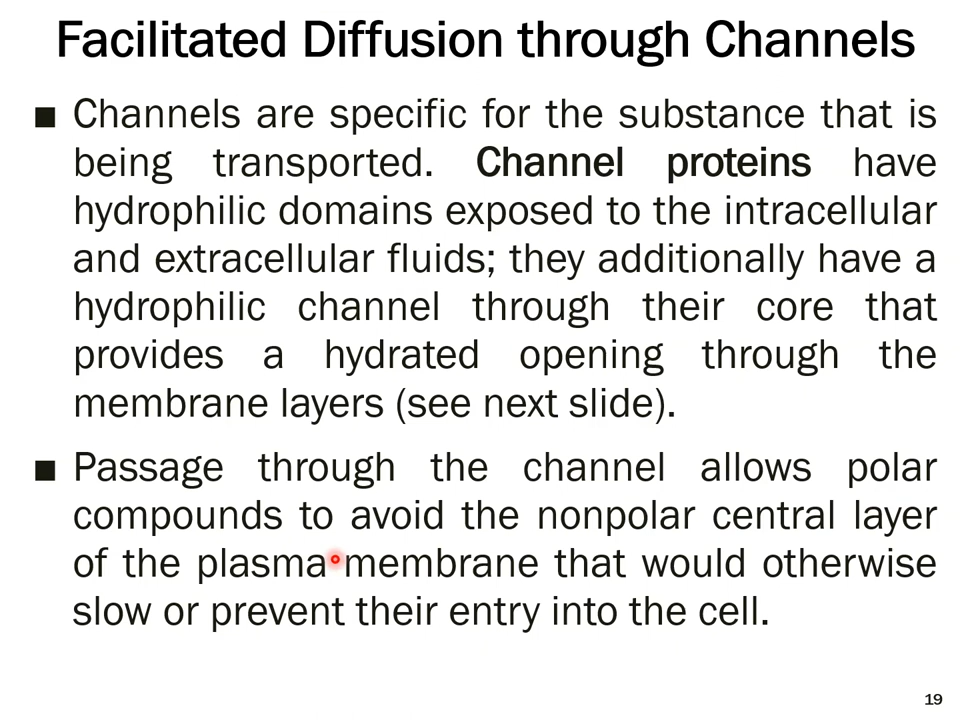 Facilitated Diffusion through Channels
■ Channels are specific for the substance that is
being transported. Channel proteins have
hydrophilic domains exposed to the intracellular
and extracellular fluids; they additionally have a
hydrophilic channel through their core that
provides a hydrated opening through the
membrane layers (see next slide).
■ Passage through the channel allows polar
compounds to avoid the nonpolar central layer
of the plasma membrane that would otherwise
slow or prevent their entry into the cell.
19